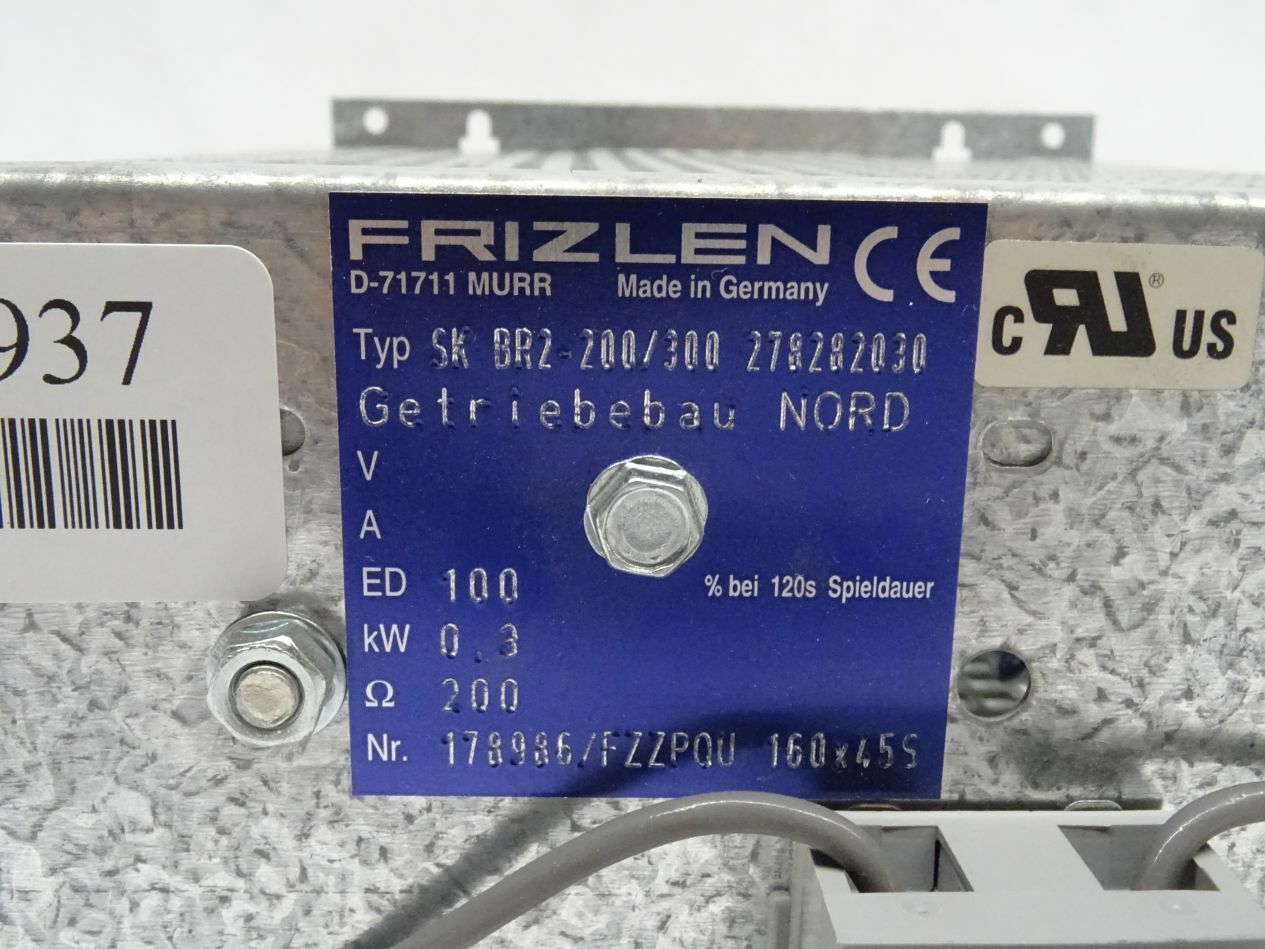 FRIZLEN CE
D-71711 MURR Made in Germany
Typ SK BR2-200/300 278282030
Getriebebau NORD
V
A
ED 100 % bei 120s Spieldauer
kW 0.3
Ω 200
Nr. 178986/FZZPQU 160x45S
937
C RU ® US